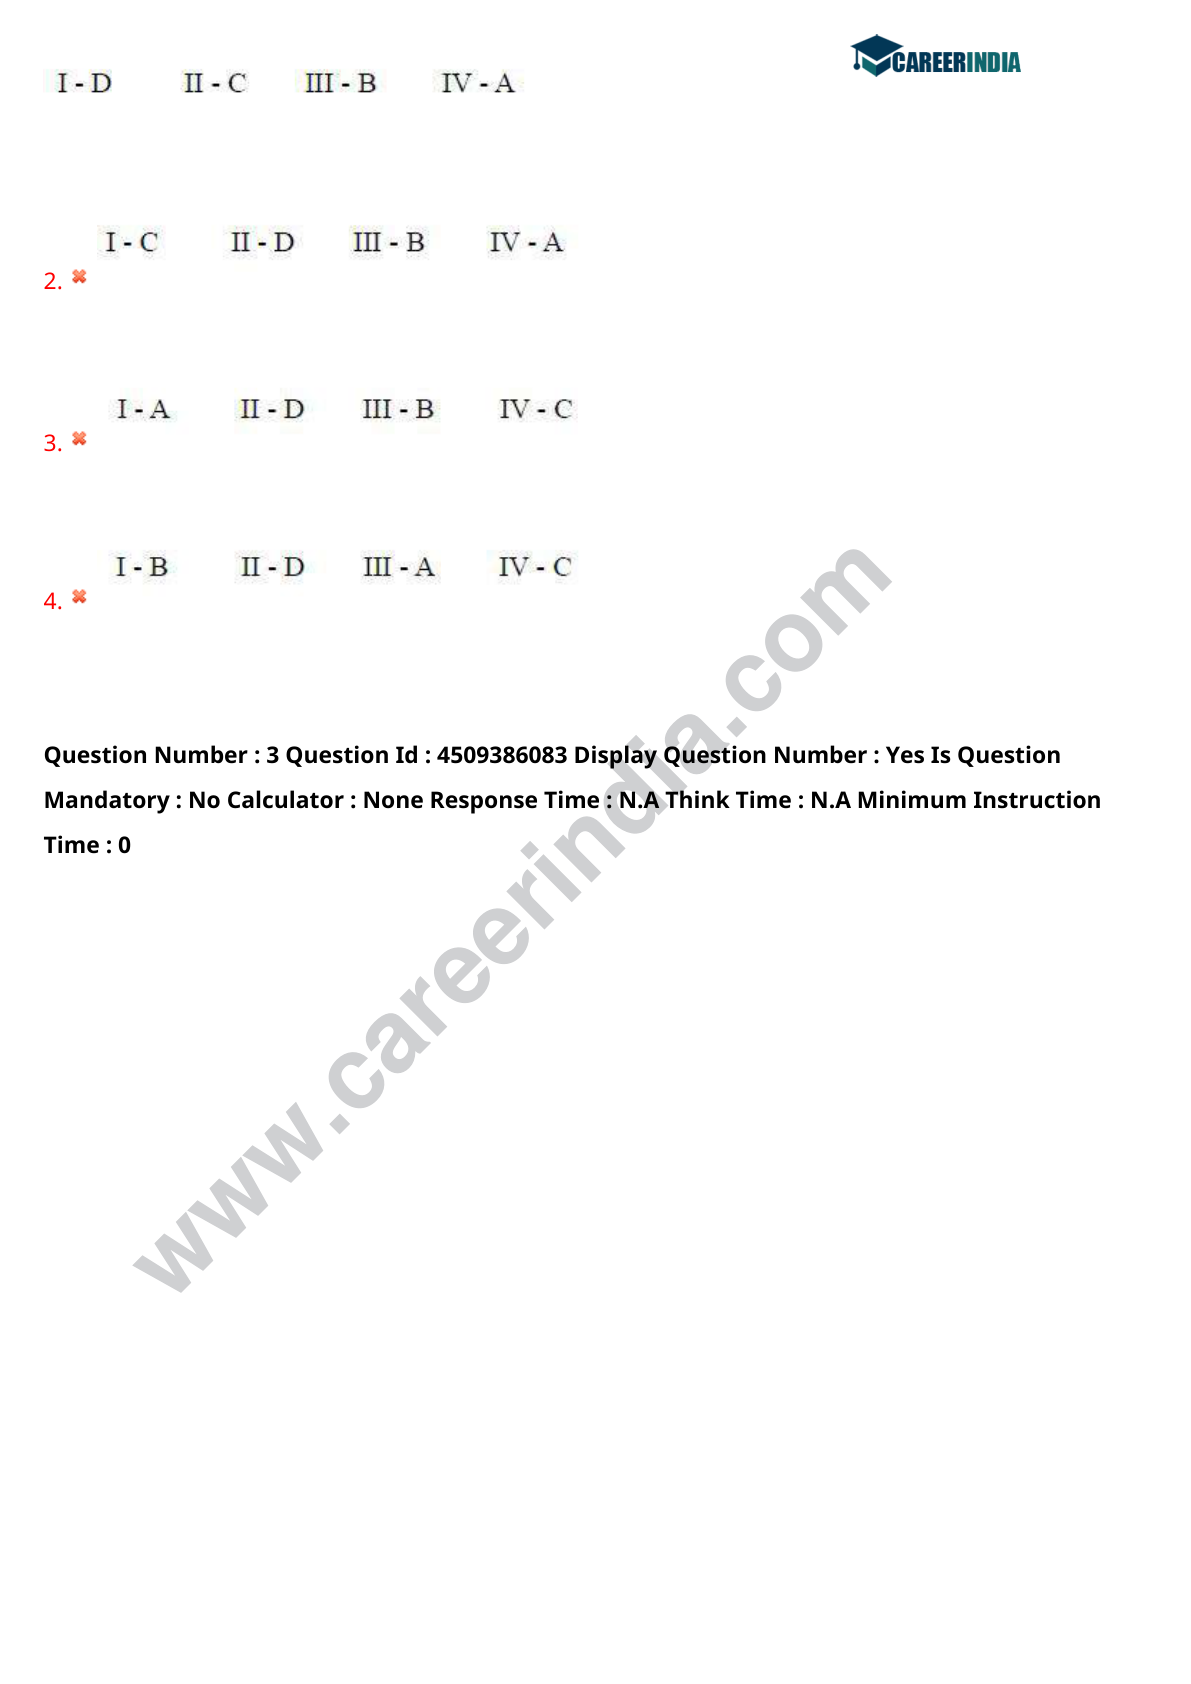 CAREERINDIA
I - D II - C III - B IV - A
I - C II - D III - B IV - A
2.
I - A II - D III - B IV - C
3.
I - B II - D III - A IV - C
4.
Question Number : 3 Question Id : 4509386083 Display Question Number : Yes Is Question
Mandatory : No Calculator : None Response Time : N.A Think Time : N.A Minimum Instruction
Time : 0
www.careerindia.com